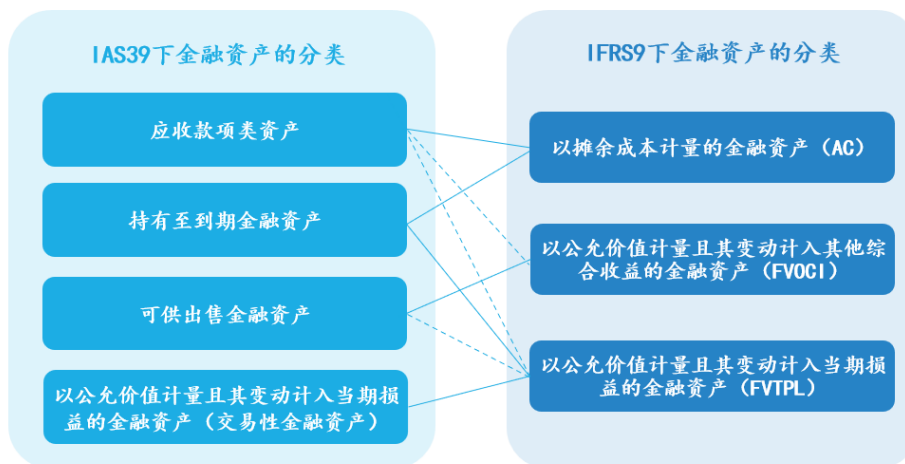 IAS39下金融资产的分类
应收款项类资产
持有至到期金融资产
可供出售金融资产
以公允价值计量且其变动计入当期损
益的金融资产（交易性金融资产）
IFRS9下金融资产的分类
以摊余成本计量的金融资产（AC）
以公允价值计量且其变动计入其他综
合收益的金融资产（FVOCI）
以公允价值计量且其变动计入当期损
益的金融资产（FVTPL）